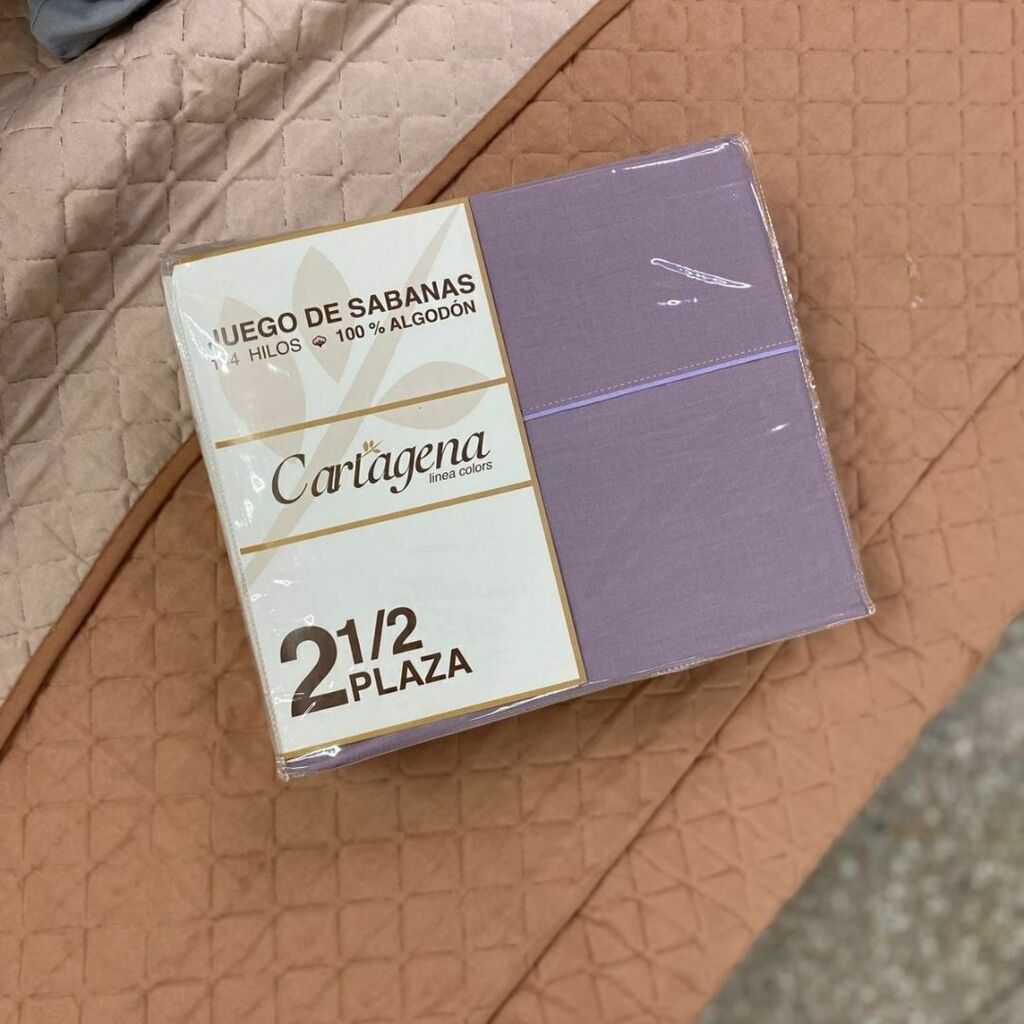 JUEGO DE SABANAS
HILOS 100 % ALGODÓN
Cartagena
linea colors
2 1/2
PLAZA